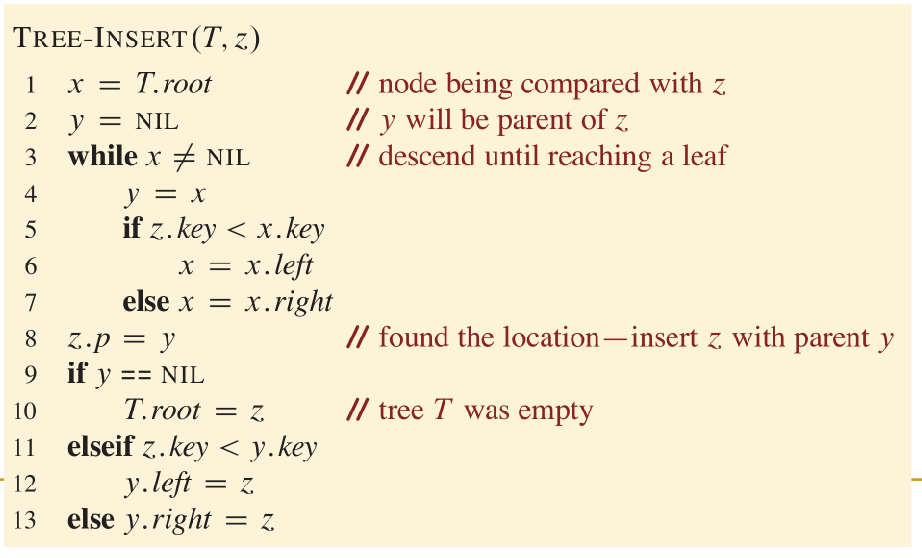 TREE-INSERT(T, z)
1 x = T.root // node being compared with z
2 y = NIL // y will be parent of z
3 while x ≠ NIL // descend until reaching a leaf
4 y = x
5 if z.key < x.key
6 x = x.left
7 else x = x.right
8 z.p = y // found the location—insert z with parent y
9 if y == NIL
10 T.root = z // tree T was empty
11 elseif z.key < y.key
12 y.left = z
13 else y.right = z